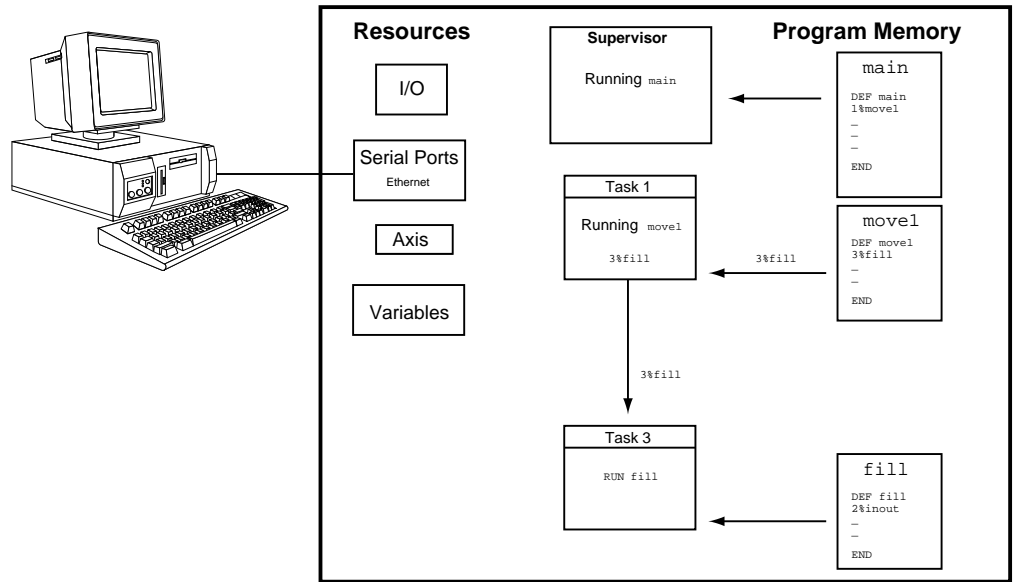 Resources
I/O
Serial Ports
Ethernet
Axis
Variables
Supervisor
Running main
Task 1
Running move1
3%fill
3%fill
3%fill
Task 3
RUN fill
Program Memory
main
DEF main
1%move1
_
_
_
END
move1
DEF move1
3%fill
_
_
END
fill
DEF fill
2%inout
_
_
END